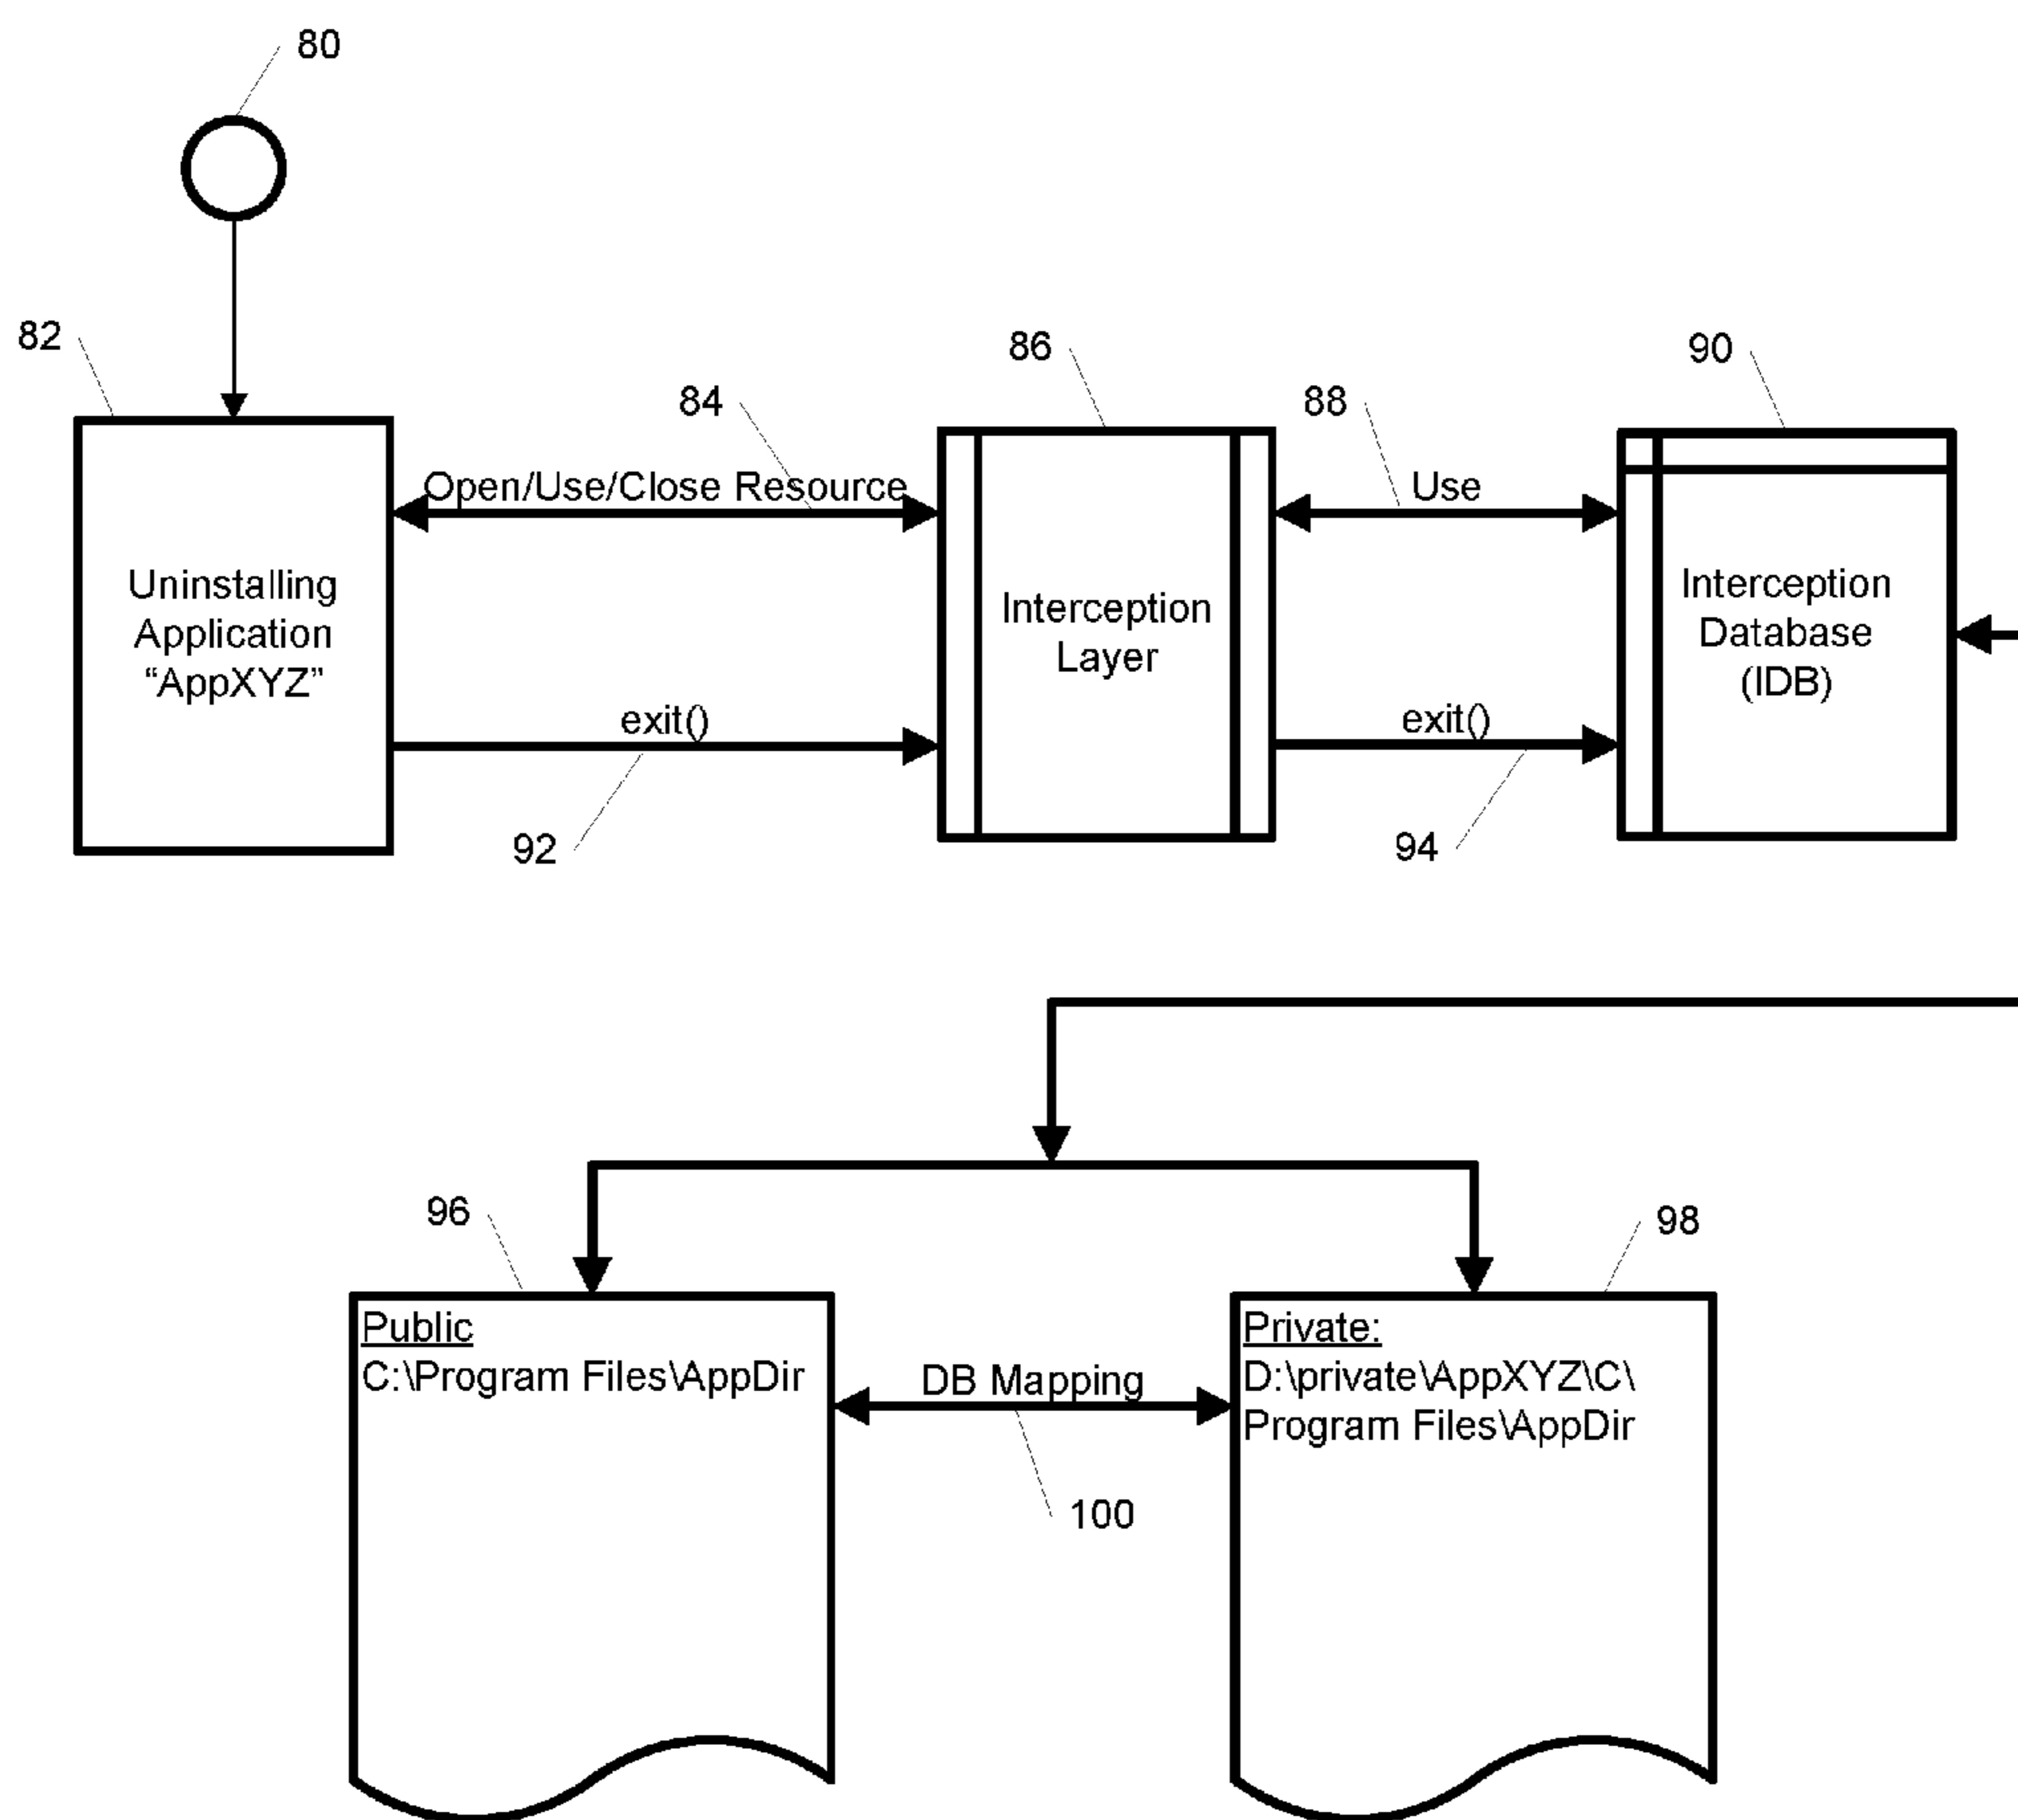 80
82
84
86
88
90
Open/Use/Close Resource
Use
Uninstalling
Application
“AppXYZ”
Interception
Layer
Interception
Database
(IDB)
exit()
exit()
92
94
96
98
Public
C:\Program Files\AppDir
DB Mapping
100
Private:
D:\private\AppXYZ\C\
Program Files\AppDir